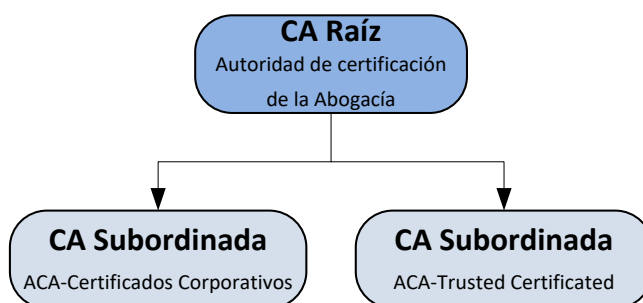 CA Raíz
Autoridad de certificación
de la Abogacía
CA Subordinada
ACA-Certificados Corporativos
CA Subordinada
ACA-Trusted Certificated